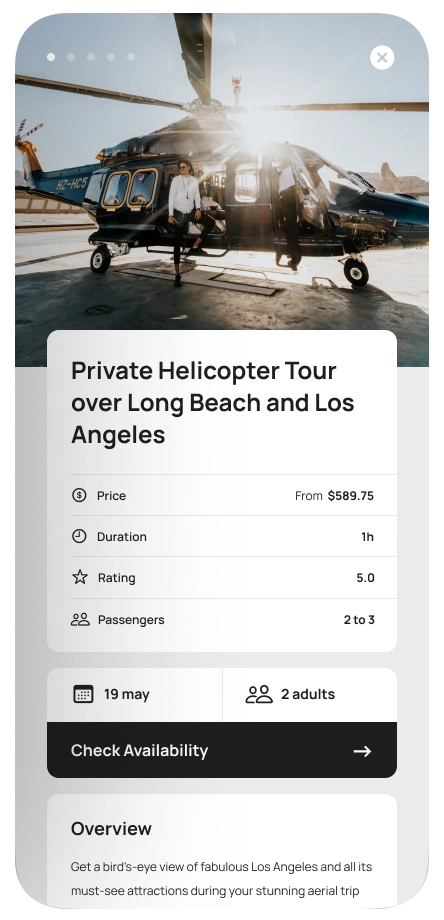 HZ-HC5
Private Helicopter Tour
over Long Beach and Los
Angeles
Price From $589.75
Duration 1h
Rating 5.0
Passengers 2 to 3
19 may 2 adults
Check Availability
Overview
Get a bird's-eye view of fabulous Los Angeles and all its
must-see attractions during your stunning aerial trip